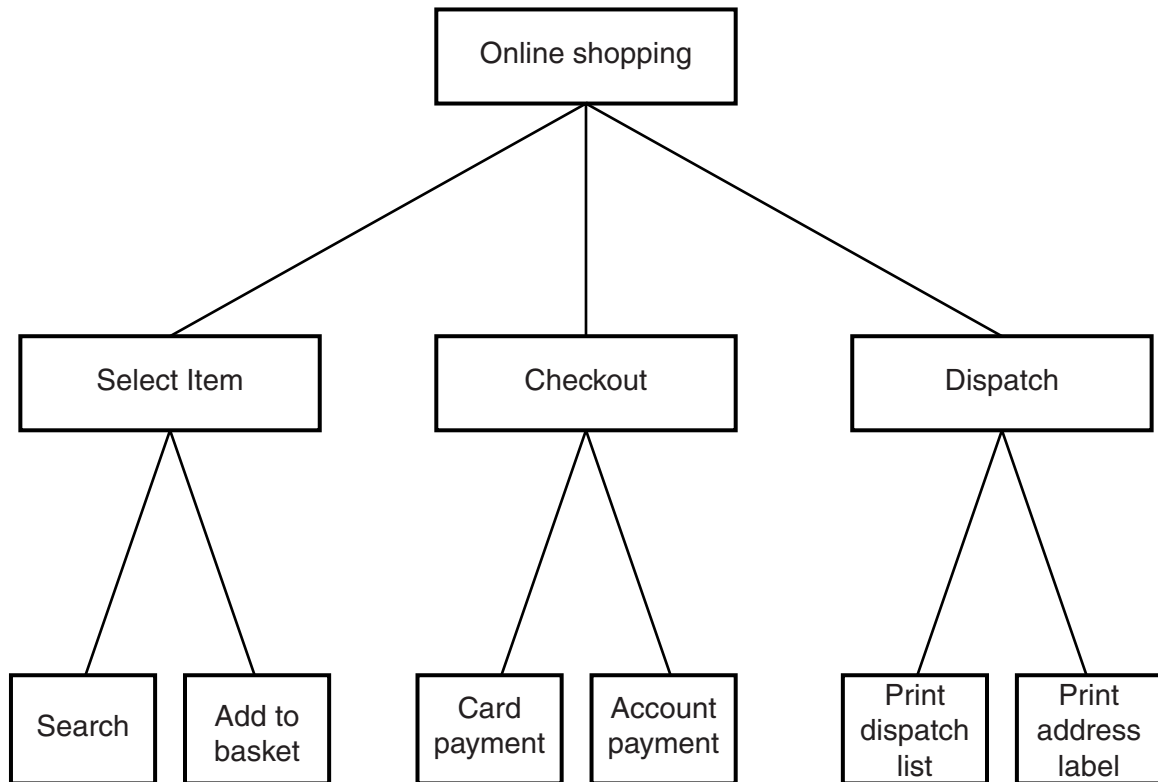 Online shopping
Select Item
Checkout
Dispatch
Search
Add to
basket
Card
payment
Account
payment
Print
dispatch
list
Print
address
label